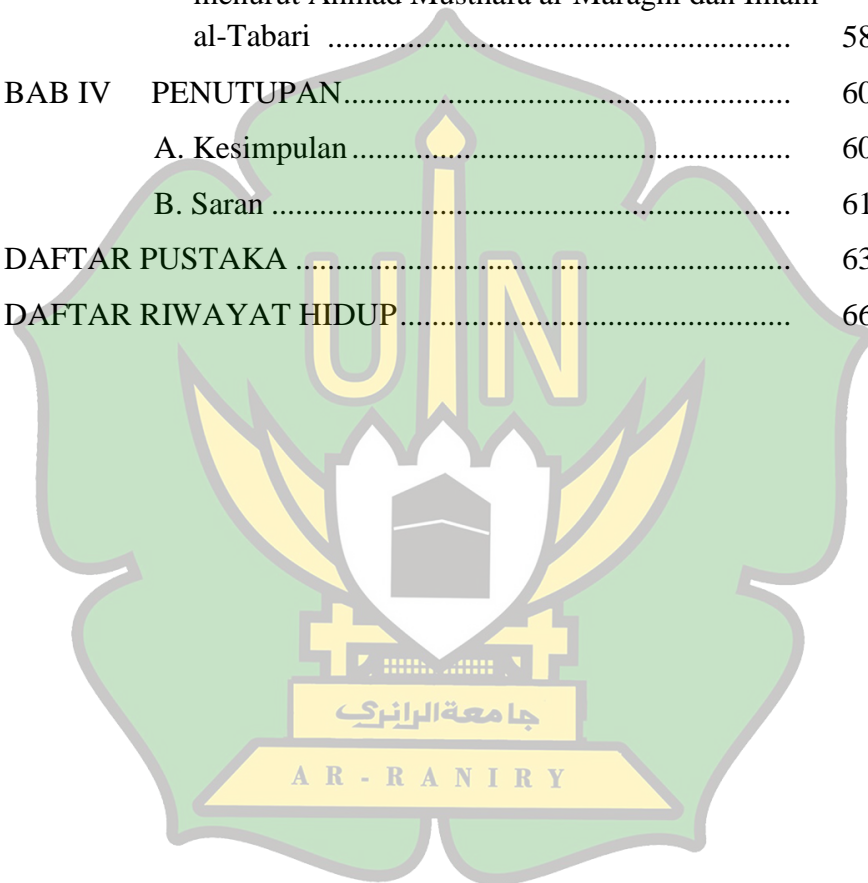 menurut Ahmad Musthafa al-Maraghi dan Imam
al-Tabari ........................................................... 58
BAB IV PENUTUPAN......................................................... 60
A. Kesimpulan........................................................ 60
B. Saran .................................................................. 61
DAFTAR PUSTAKA ............................................................... 63
DAFTAR RIWAYAT HIDUP.................................................. 66
UIN
جامعةالرانري
AR-RANIRY